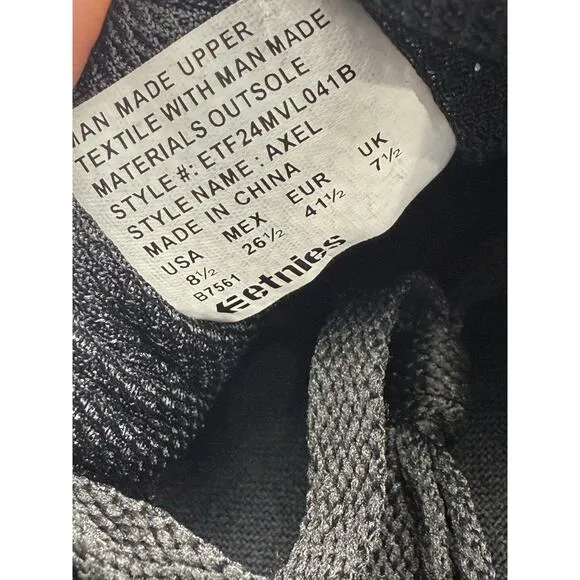 MAN MADE UPPER
TEXTILE WITH MAN MADE
MATERIALS OUTSOLE
STYLE #: ETF24MVL041B
STYLE NAME : AXEL
MADE IN CHINA
USA MEX EUR UK
8½ 26½ 41½ 7½
B7561
etnies